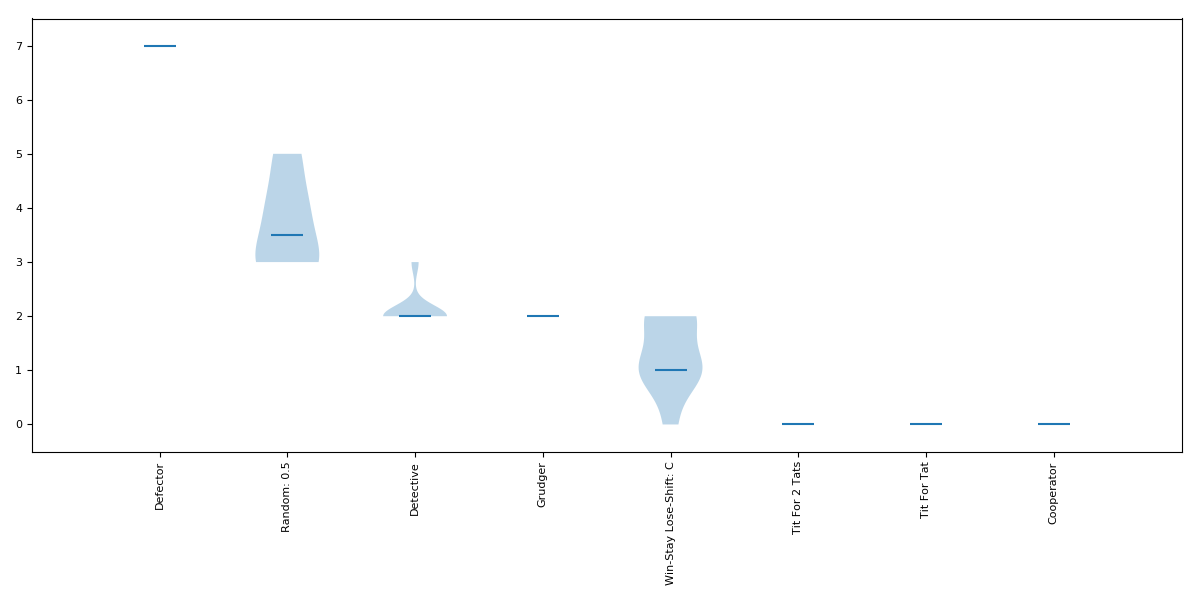 7
6
5
4
3
2
1
0
Defector
Random: 0.5
Detective
Grudger
Win-Stay Lose-Shift: C
Tit For 2 Tats
Tit For Tat
Cooperator